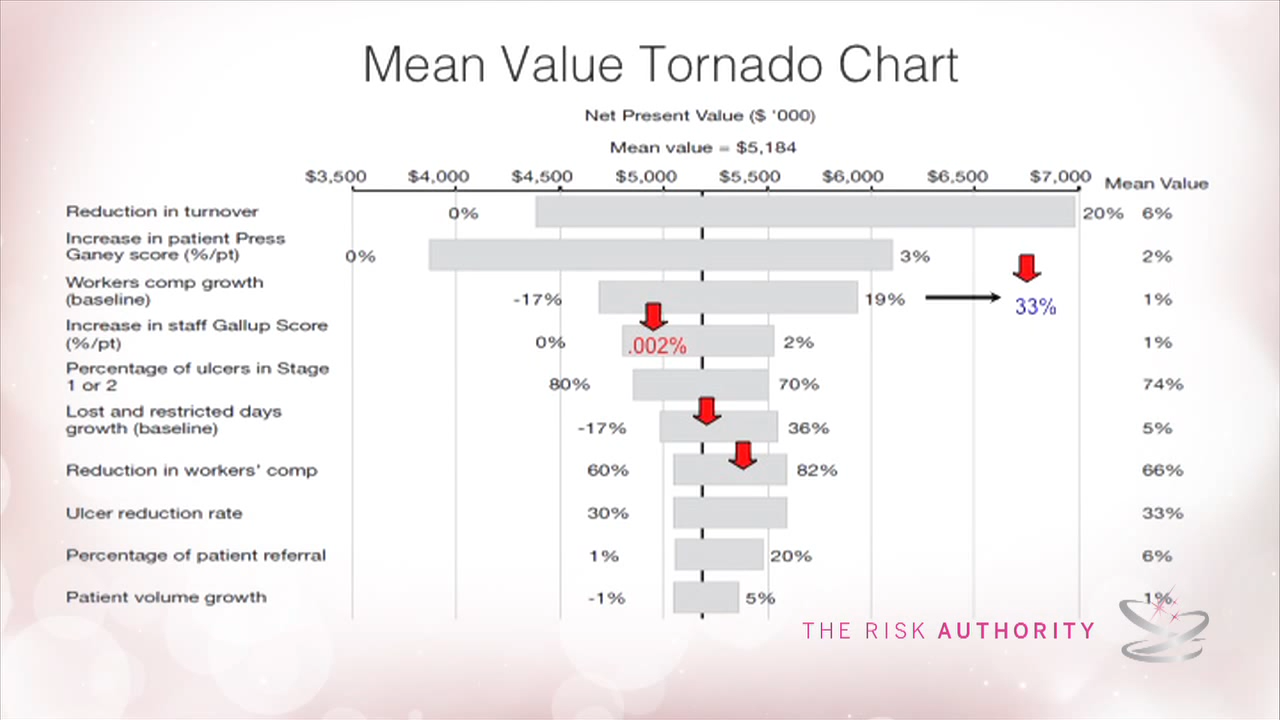 Mean Value Tornado Chart
Net Present Value ($ '000)
Mean value = $5,184
$3,500 $4,000 $4,500 $5,000 $5,500 $6,000 $6,500 $7,000 Mean Value
Reduction in turnover 0% 20% 6%
Increase in patient Press
Ganey score (%/pt) 0% 3% 2%
Workers comp growth
(baseline) -17% 19% 33% 1%
Increase in staff Gallup Score
(%/pt) 0% .002% 2% 1%
Percentage of ulcers in Stage
1 or 2 80% 70% 74%
Lost and restricted days
growth (baseline) -17% 36% 5%
Reduction in workers' comp 60% 82% 66%
Ulcer reduction rate 30% 33%
Percentage of patient referral 1% 20% 6%
Patient volume growth -1% 5% 1%
THE RISK AUTHORITY